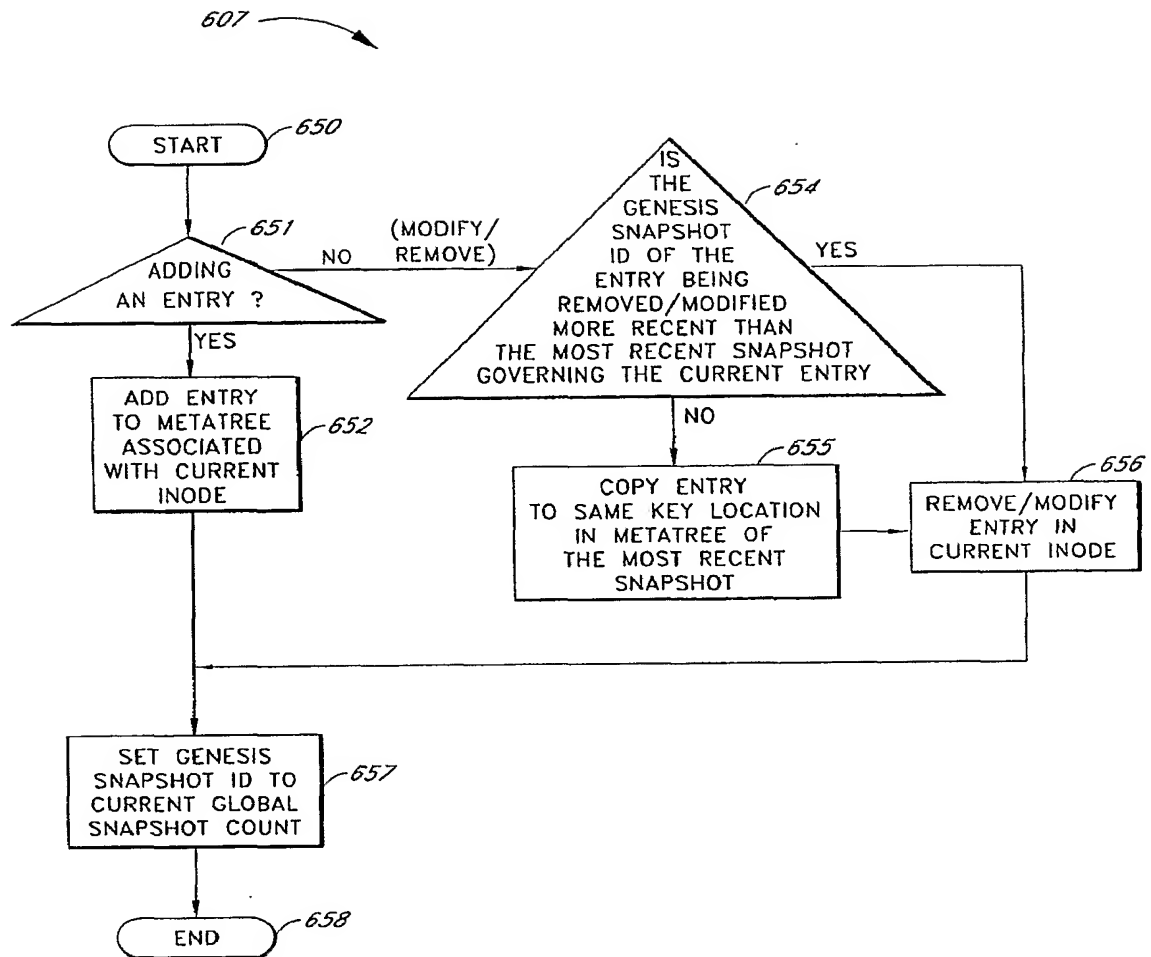 607
START
650
651
ADDING
AN ENTRY ?
NO
(MODIFY/
REMOVE)
YES
ADD ENTRY
TO METATREE
ASSOCIATED
WITH CURRENT
INODE
652
IS
THE
GENESIS
SNAPSHOT
ID OF THE
ENTRY BEING
REMOVED/MODIFIED
MORE RECENT THAN
THE MOST RECENT SNAPSHOT
GOVERNING THE CURRENT ENTRY
654
YES
NO
COPY ENTRY
TO SAME KEY LOCATION
IN METATREE OF
THE MOST RECENT
SNAPSHOT
655
REMOVE/MODIFY
ENTRY IN
CURRENT INODE
656
SET GENESIS
SNAPSHOT ID TO
CURRENT GLOBAL
SNAPSHOT COUNT
657
END
658